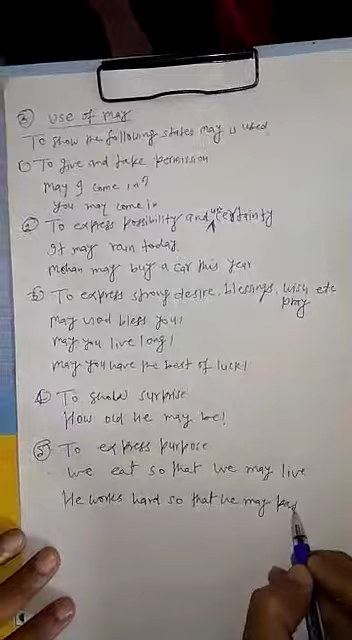 ③ use of may
To show the following states may is used.
① To give and take permission
May I come in?
You may come in
② To express possibility and uncertainty
It may rain today.
Mohan may buy a car this year
③ To express strong desire, blessings, wish etc
pray
May God bless you!
May you live long!
May you have the best of luck!
④ To show surprise
How old he may be!
⑤ To express purpose
We eat so that we may live
He works hard so that he may pass